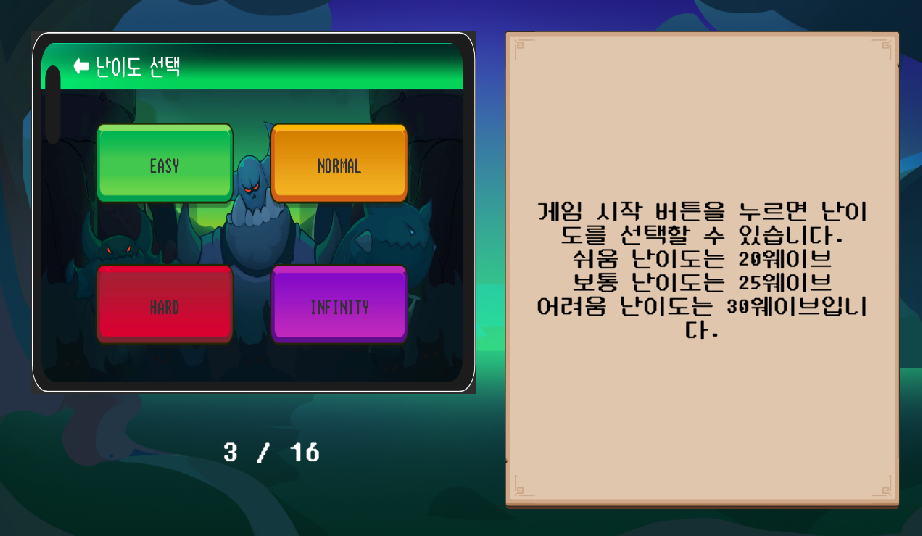 난이도 선택
EASY
NORMAL
HARD
INFINITY
3 / 16
게임 시작 버튼을 누르면 난이
도를 선택할 수 있습니다.
쉬움 난이도는 20웨이브
보통 난이도는 25웨이브
어려움 난이도는 30웨이브입니
다.